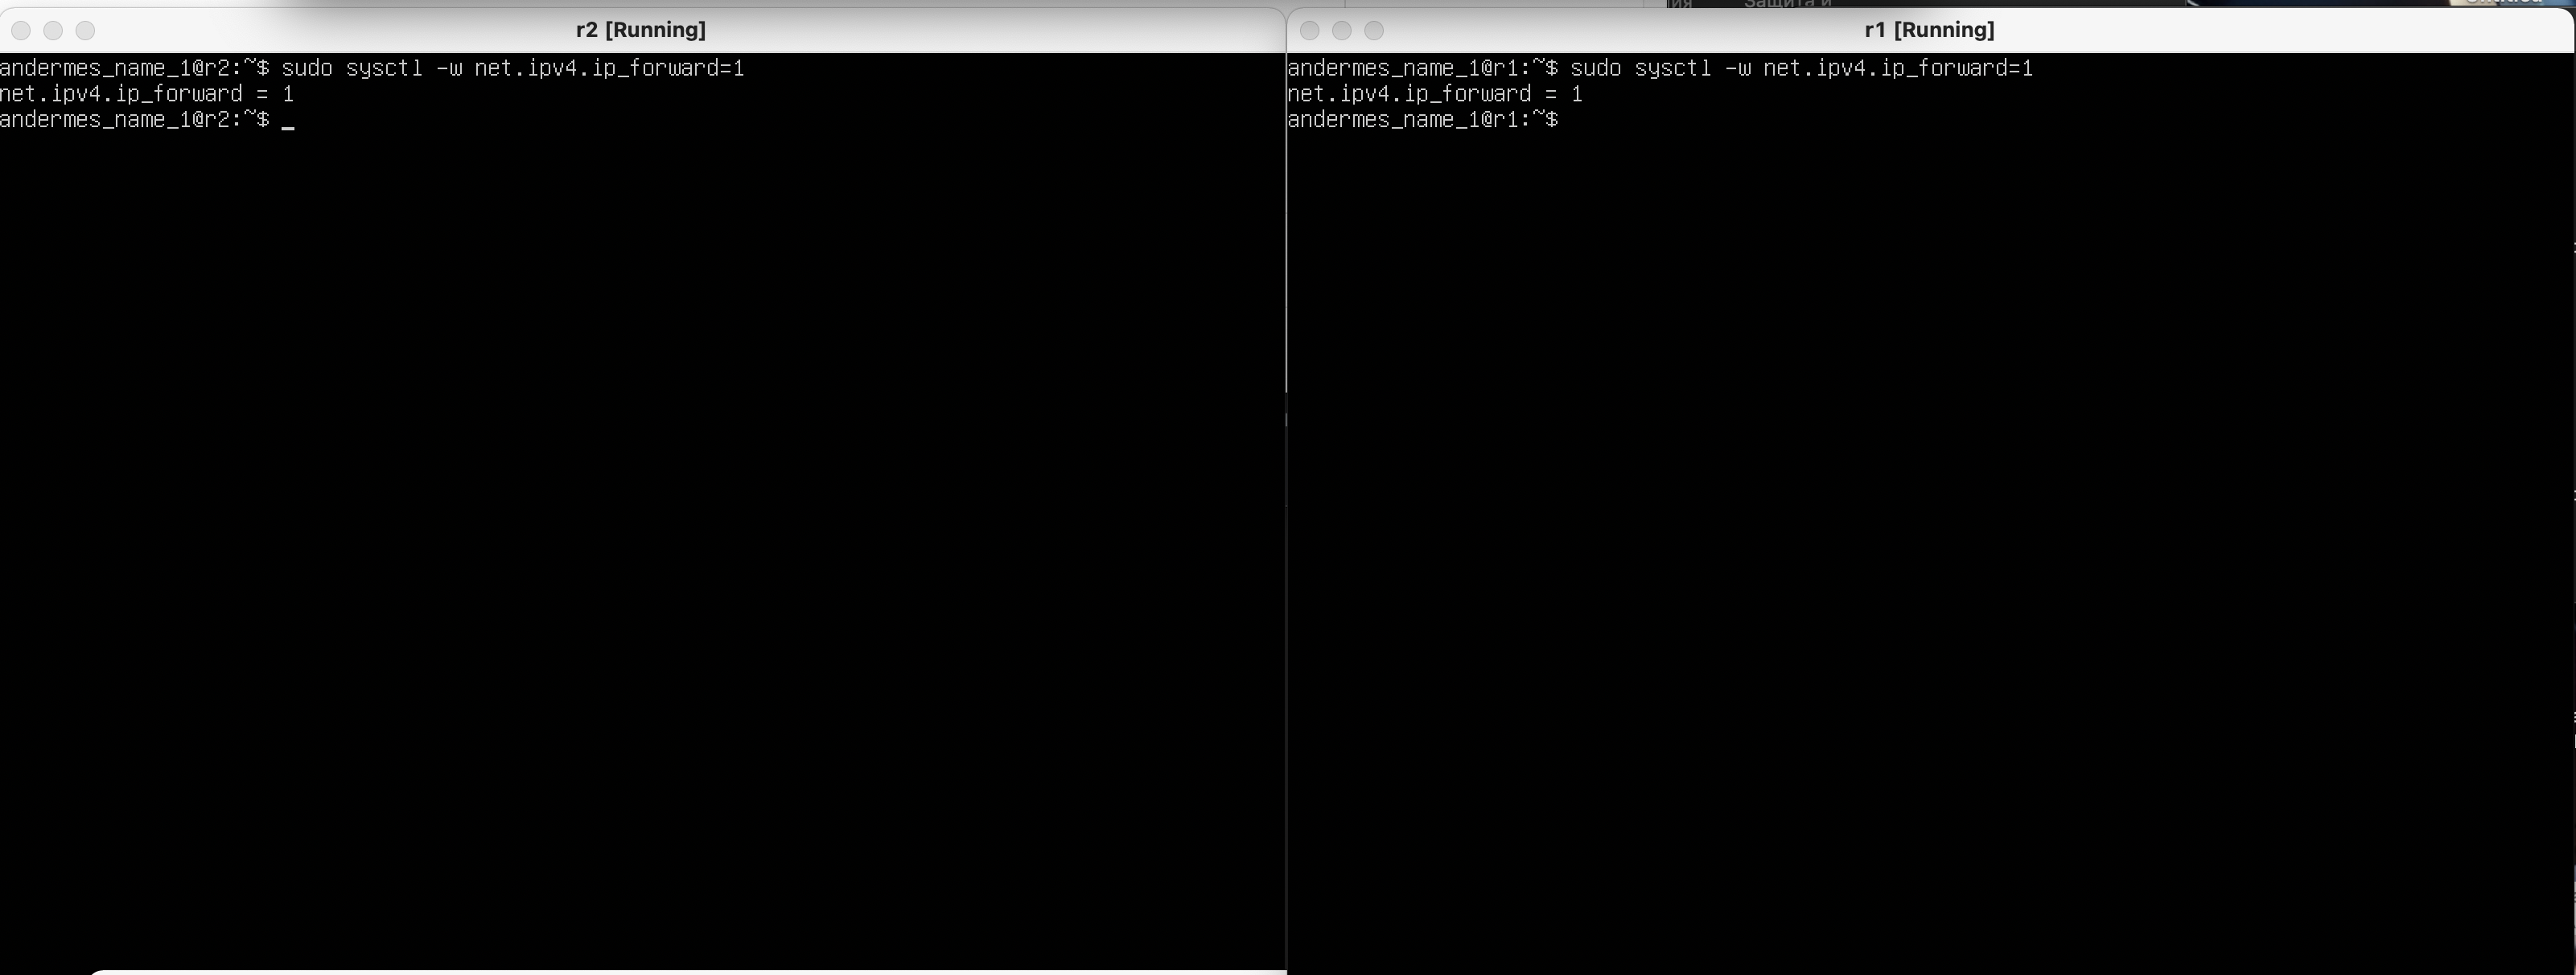 Защита и
r2 [Running]
andermes_name_1@r2:~$ sudo sysctl -w net.ipv4.ip_forward=1
net.ipv4.ip_forward = 1
andermes_name_1@r2:~$ _
r1 [Running]
andermes_name_1@r1:~$ sudo sysctl -w net.ipv4.ip_forward=1
net.ipv4.ip_forward = 1
andermes_name_1@r1:~$